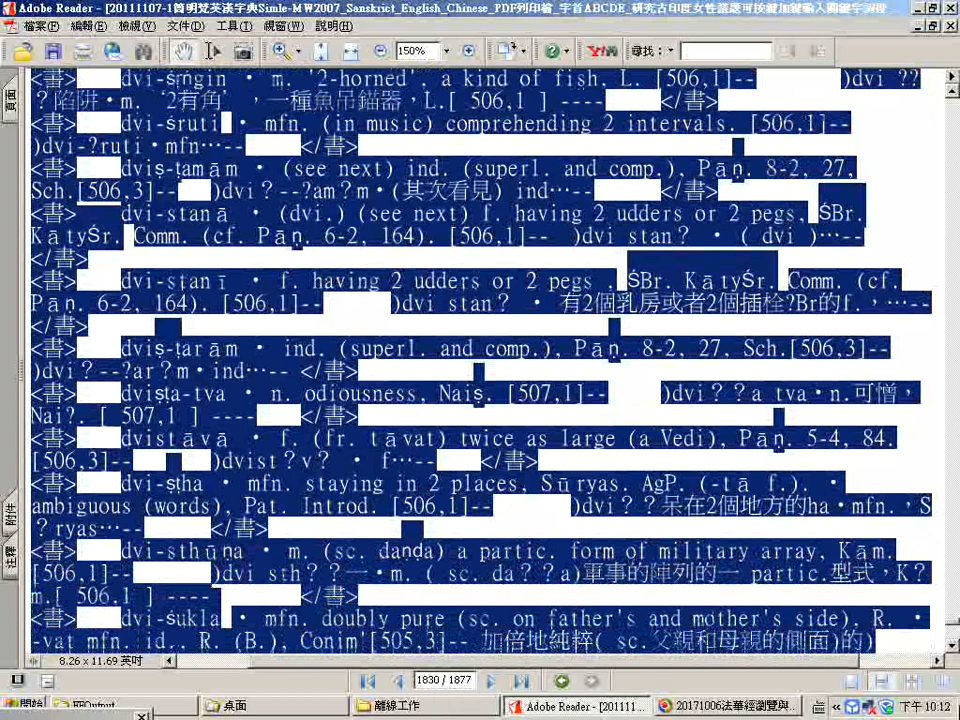 Adobe Reader - [20111107-1簡明梵英漢字典Simle-MW2007_Sanskrict_English_Chinese_PDF列印檔_字首ABCDE_研究古印度女性議題可按
檔案(F) 編輯(E) 檢視(V) 文件(D) 工具(T) 視窗(W) 說明(H)
150% 尋找：
<書> dvi-śṃgin • m. '2-horned' a kind of fish. L. [506,1]-- )dvi ??
?陷阱•m. '2有角' , 一種魚吊錨器, L.[ 506,1 ] ---- </書>
<書> dvi-śruti • mfn. (in music) comprehending 2 intervals. [506,1]--
)dvi-?ruti•mfn…-- </書>
<書> dviṣ-ṭamām • (see next) ind. (superl. and comp.), Pāṇ. 8-2, 27,
Sch.[506,3]-- )dvi？--?am?m•(其次看見) ind…-- </書>
<書> dvi-stanā • (dvi.) (see next) f. having 2 udders or 2 pegs, ŚBr.
KātyŚr. Comm. (cf. Pāṇ. 6-2, 164). [506,1]-- )dvi stan? • ( dvi )…--
</書>
<書> dvi-stanī • f. having 2 udders or 2 pegs , ŚBr. KātyŚr. Comm. (cf.
Pāṇ. 6-2, 164). [506,1]-- )dvi stan? • 有2個乳房或者2個插栓?Br的f. , …--
</書>
<書> dviṣ-ṭarām • ind. (superl. and comp.), Pāṇ. 8-2, 27, Sch.[506,3]--
)dvi？--?ar?m•ind…-- </書>
<書> dviṣṭa-tva • n. odiousness, Naiṣ. [507,1]-- )dvi？？a tva•n.可憎,
Nai?. [ 507,1 ] ---- </書>
<書> dvistāvā • f. (fr. tāvat) twice as large (a Vedi), Pāṇ. 5-4, 84.
[506,3]-- )dvist？v？ • f…-- </書>
<書> dvi-ṣṭha • mfn. staying in 2 places, Sūryas. AgP. (-tā f.). •
ambiguous (words), Pat. Introd. [506,1]-- )dvi？？呆在2個地方的ha•mfn., S
？ryas…-- </書>
<書> dvi-sthūṇa • m. (sc. daṇḍa) a partic. form of military array, Kām.
[506,1]-- )dvi sth？？一•m. ( sc. da？？a)軍事的陣列的一 partic.型式, K？
m.[ 506,1 ] ---- </書>
<書> dvi-śukla • mfn. doubly pure (sc. on father's and mother's side), R. •
-vat mfn. id., R. (B.), Conim'[505,3]-- 加倍地純粹( sc.父親和母親的側面)的)
頁面
附件
註釋
8.26 x 11.69 英吋
1830 / 1877
開始 EEOutput 桌面 離線工作 Adobe Reader - [201111... 20171006法華經瀏覽與... 下午 10:12